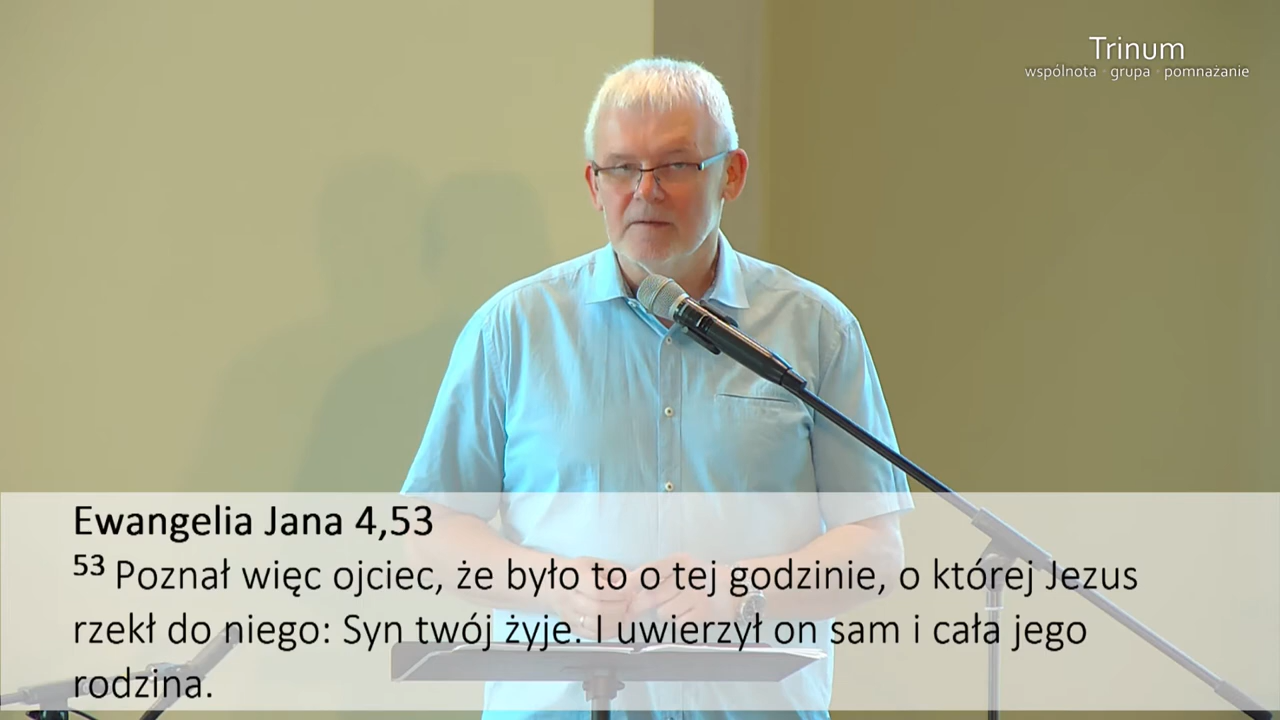 Trinum
wspólnota · grupa · pomnażanie
Ewangelia Jana 4,53
53 Poznał więc ojciec, że było to o tej godzinie, o której Jezus
rzekł do niego: Syn twój żyje. I uwierzył on sam i cała jego
rodzina.